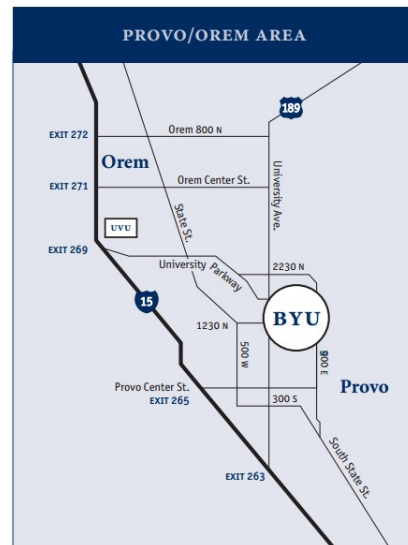 PROVO/OREM AREA
189
EXIT 272
Orem 800 N
Orem
EXIT 271
Orem Center St.
University Ave.
State St.
UVU
EXIT 269
University Parkway
2230 N
15
BYU
1230 N
500 W
900 E
Provo Center St.
Provo
EXIT 265
300 S
South State St.
EXIT 263